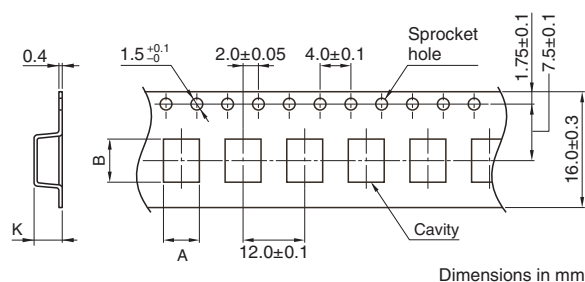 0.4
1.5 +0.1 −0
2.0±0.05
4.0±0.1
Sprocket
hole
1.75±0.1
7.5±0.1
16.0±0.3
B
K
A
12.0±0.1
Cavity
Dimensions in mm